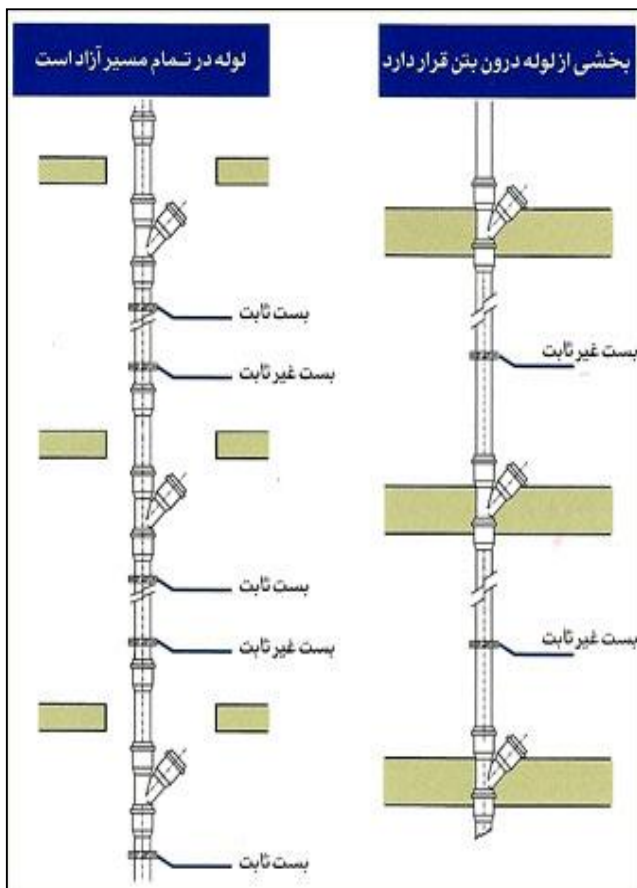 بخشی از لوله درون بتن قرار دارد
بست غیر ثابت
بست غیر ثابت
لوله در تمام مسیر آزاد است
بست ثابت
بست غیر ثابت
بست ثابت
بست غیر ثابت
بست ثابت